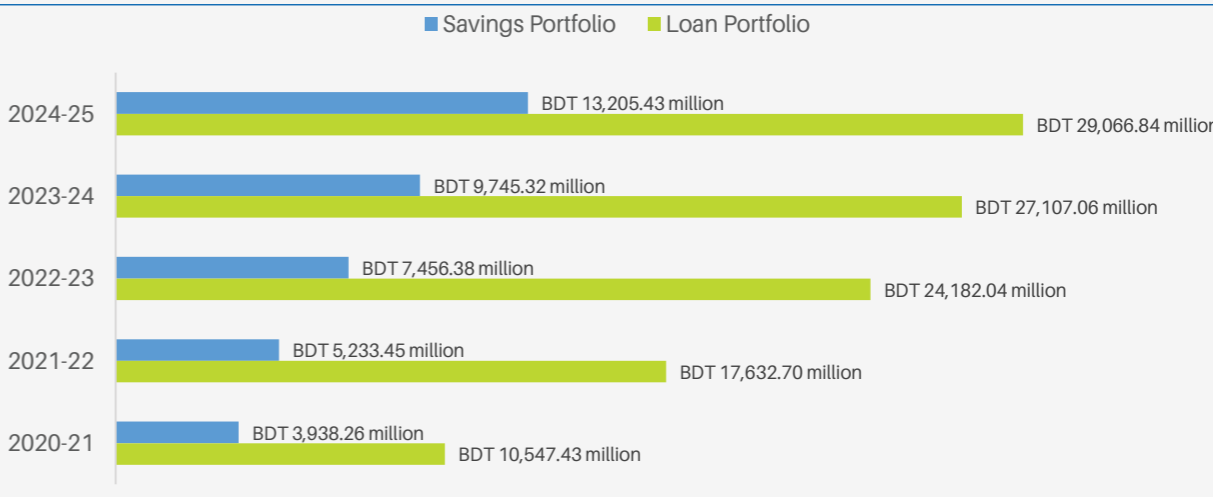 Savings Portfolio Loan Portfolio
2024-25
BDT 13,205.43 million
BDT 29,066.84 million
2023-24
BDT 9,745.32 million
BDT 27,107.06 million
2022-23
BDT 7,456.38 million
BDT 24,182.04 million
2021-22
BDT 5,233.45 million
BDT 17,632.70 million
2020-21
BDT 3,938.26 million
BDT 10,547.43 million